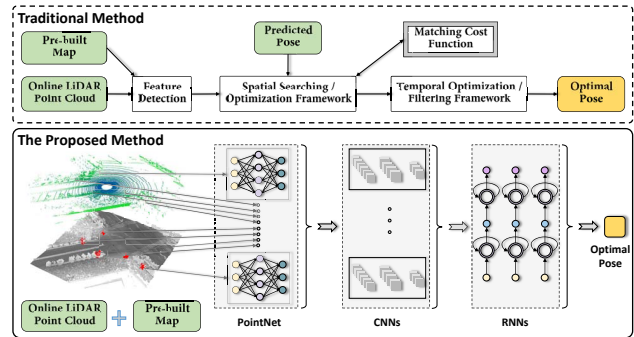 Traditional Method
Pre-built
Map
Predicted
Pose
Matching Cost
Function
Online LiDAR
Point Cloud
Feature
Detection
Spatial Searching /
Optimization Framework
Temporal Optimization /
Filtering Framework
Optimal
Pose
The Proposed Method
Optimal
Pose
Online LiDAR
Point Cloud
Pre-built
Map
PointNet
CNNs
RNNs